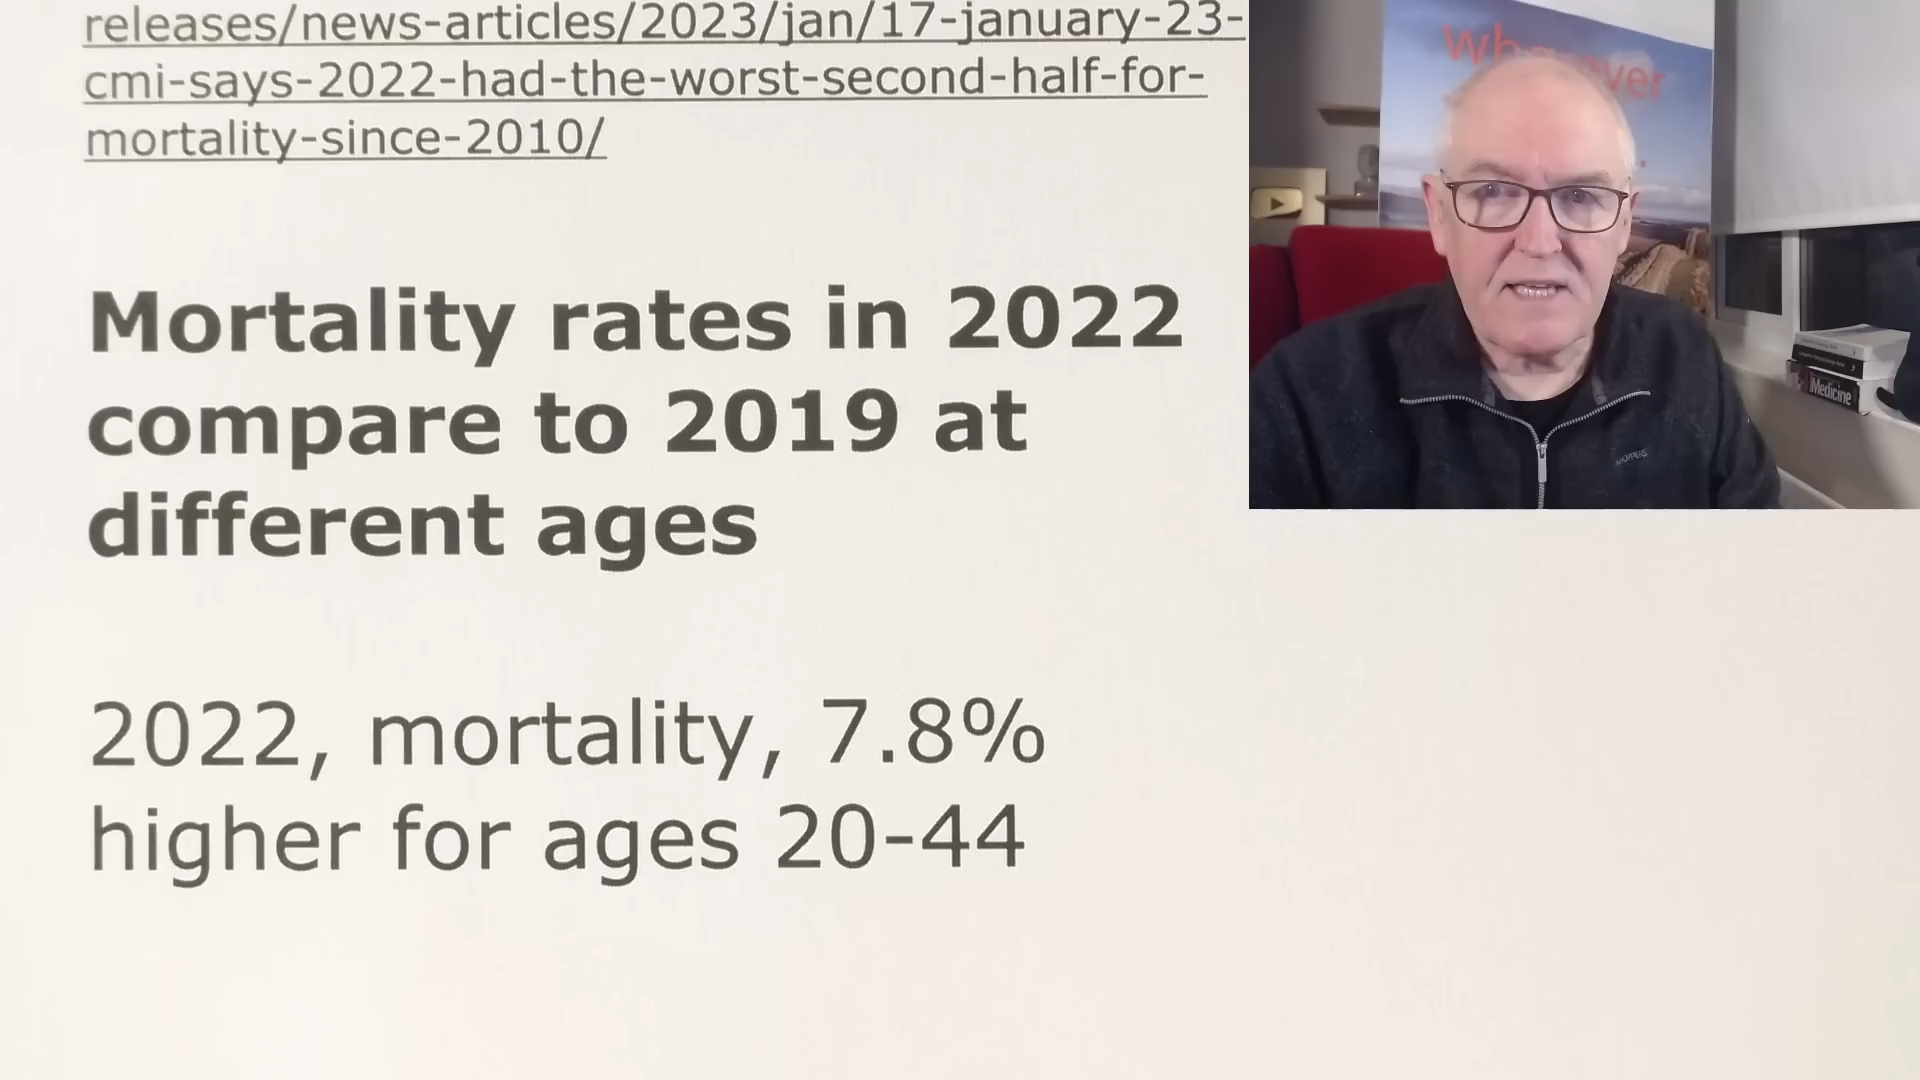 releases/news-articles/2023/jan/17-january-23-
cmi-says-2022-had-the-worst-second-half-for-
mortality-since-2010/
Mortality rates in 2022
compare to 2019 at
different ages
2022, mortality, 7.8%
higher for ages 20-44
Medicine